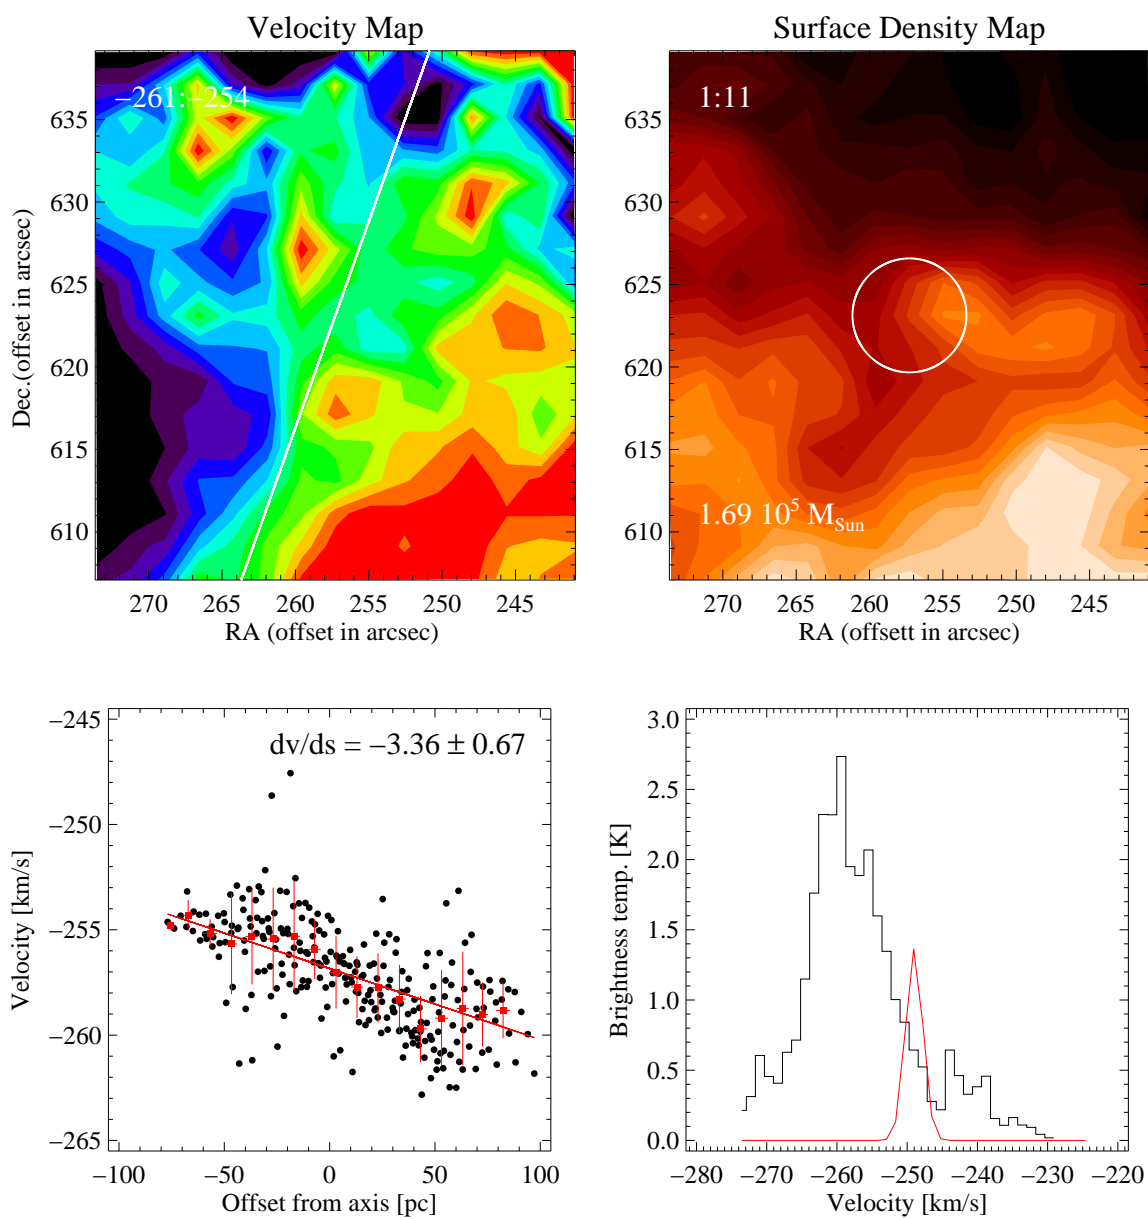 Velocity Map
−261:−254
635
630
625
620
615
610
Dec.(offset in arcsec)
270 265 260 255 250 245
RA (offset in arcsec)
Surface Density Map
1:11
635
630
625
620
615
610
1.69 10⁵ M_Sun
270 265 260 255 250 245
RA (offsett in arcsec)
−245
−250
−255
−260
−265
Velocity [km/s]
dv/ds = −3.36 ± 0.67
−100 −50 0 50 100
Offset from axis [pc]
3.0
2.5
2.0
1.5
1.0
0.5
0.0
Brightness temp. [K]
−280 −270 −260 −250 −240 −230 −220
Velocity [km/s]